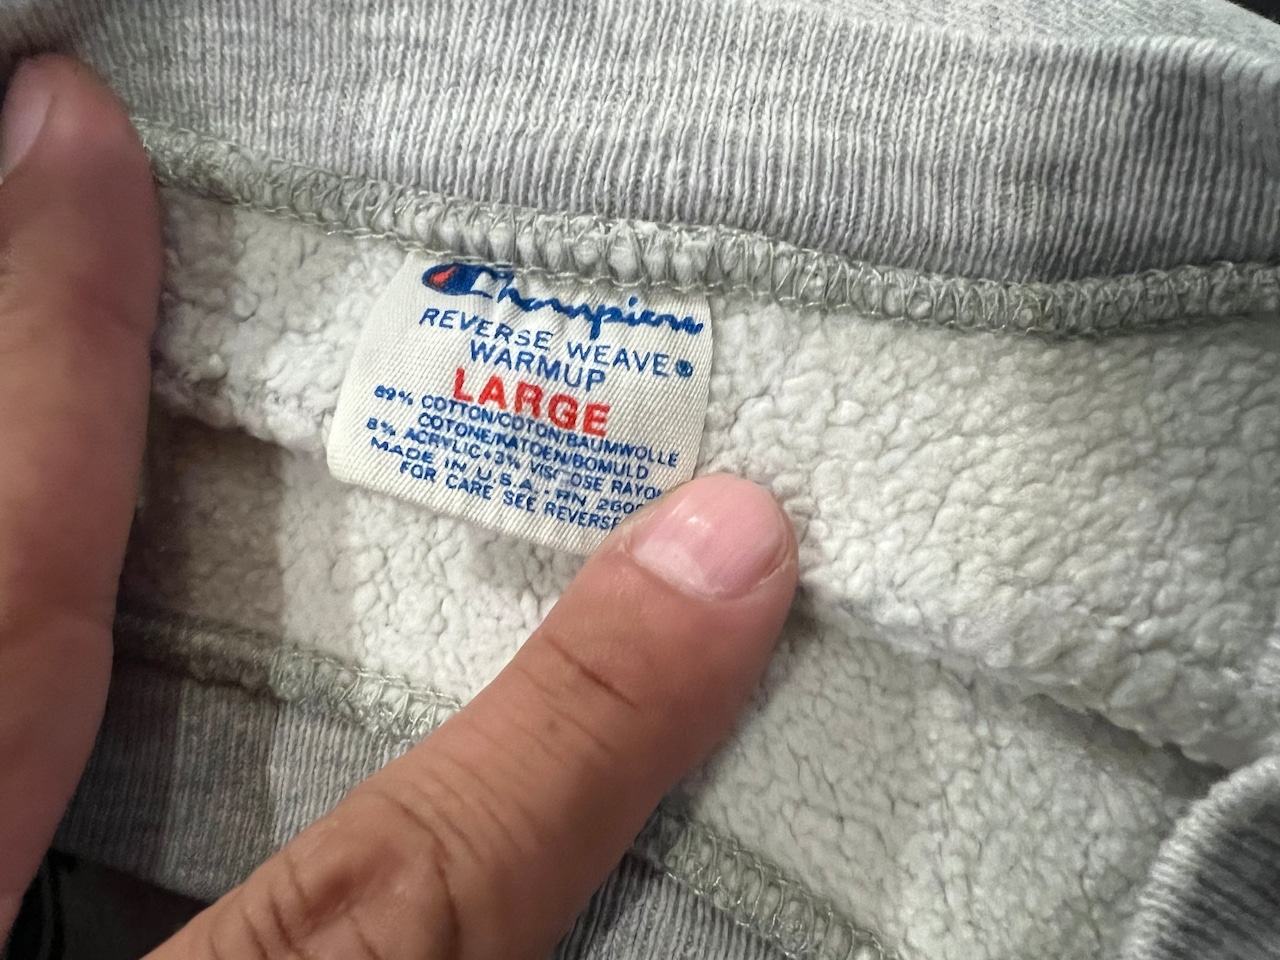 Champion
REVERSE WEAVE®
WARMUP
LARGE
89% COTTON/COTON/BAUMWOLLE
COTONE/KATOEN/BOMULD
8% ACRYLIC•3% VISCOSE RAYON
MADE IN U.S.A. • RN
FOR CARE SEE REVERSE